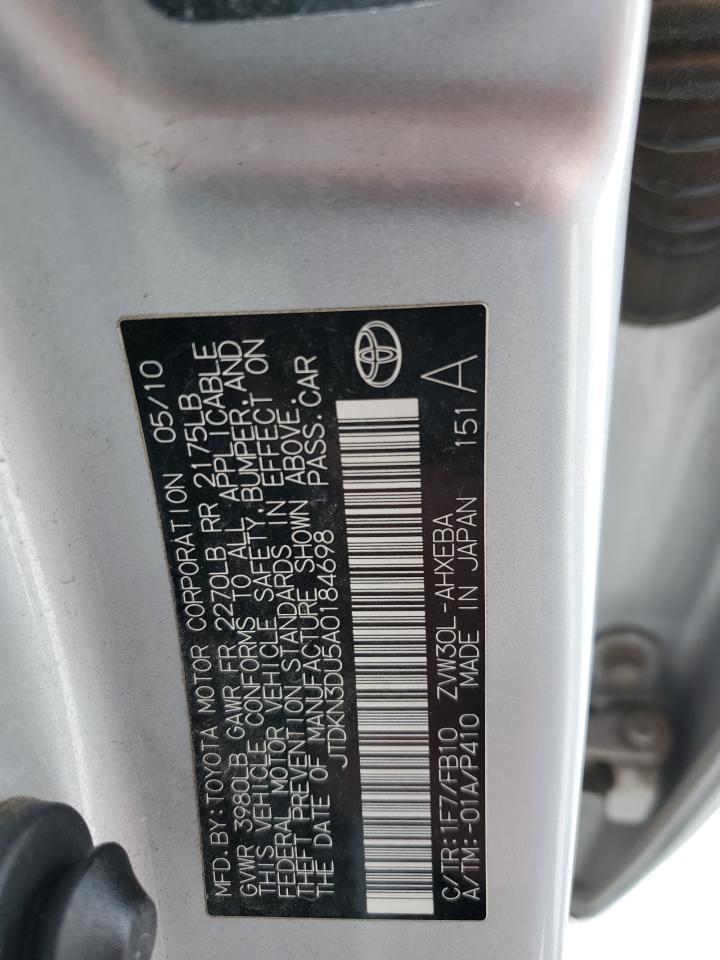 MFD. BY: TOYOTA MOTOR CORPORATION 05/10
GVWR 3980LB GAWR FR 2270LB RR 2175LB
THIS VEHICLE CONFORMS TO ALL APPLICABLE
FEDERAL MOTOR VEHICLE SAFETY, BUMPER, AND
THEFT PREVENTION STANDARDS IN EFFECT ON
THE DATE OF MANUFACTURE SHOWN ABOVE.
JTDKN3DU5A0184698 PASS. CAR
C/TR: 1F7/FB10 ZVW30L-AHXEBA
A/TM: -01A/P410 MADE IN JAPAN 151 A